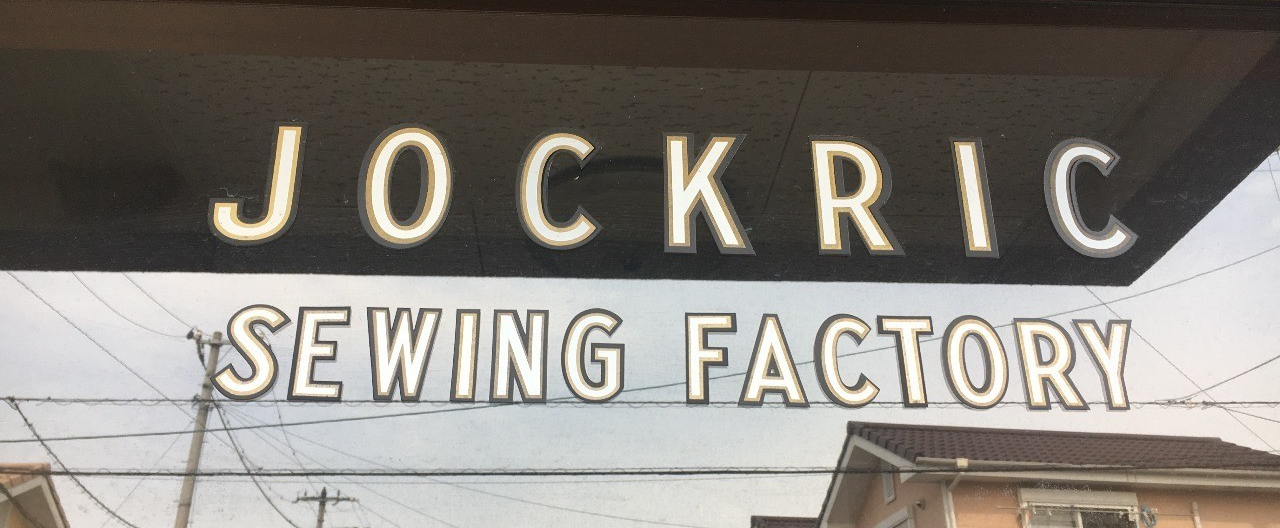 JOCKRIC
SEWING FACTORY